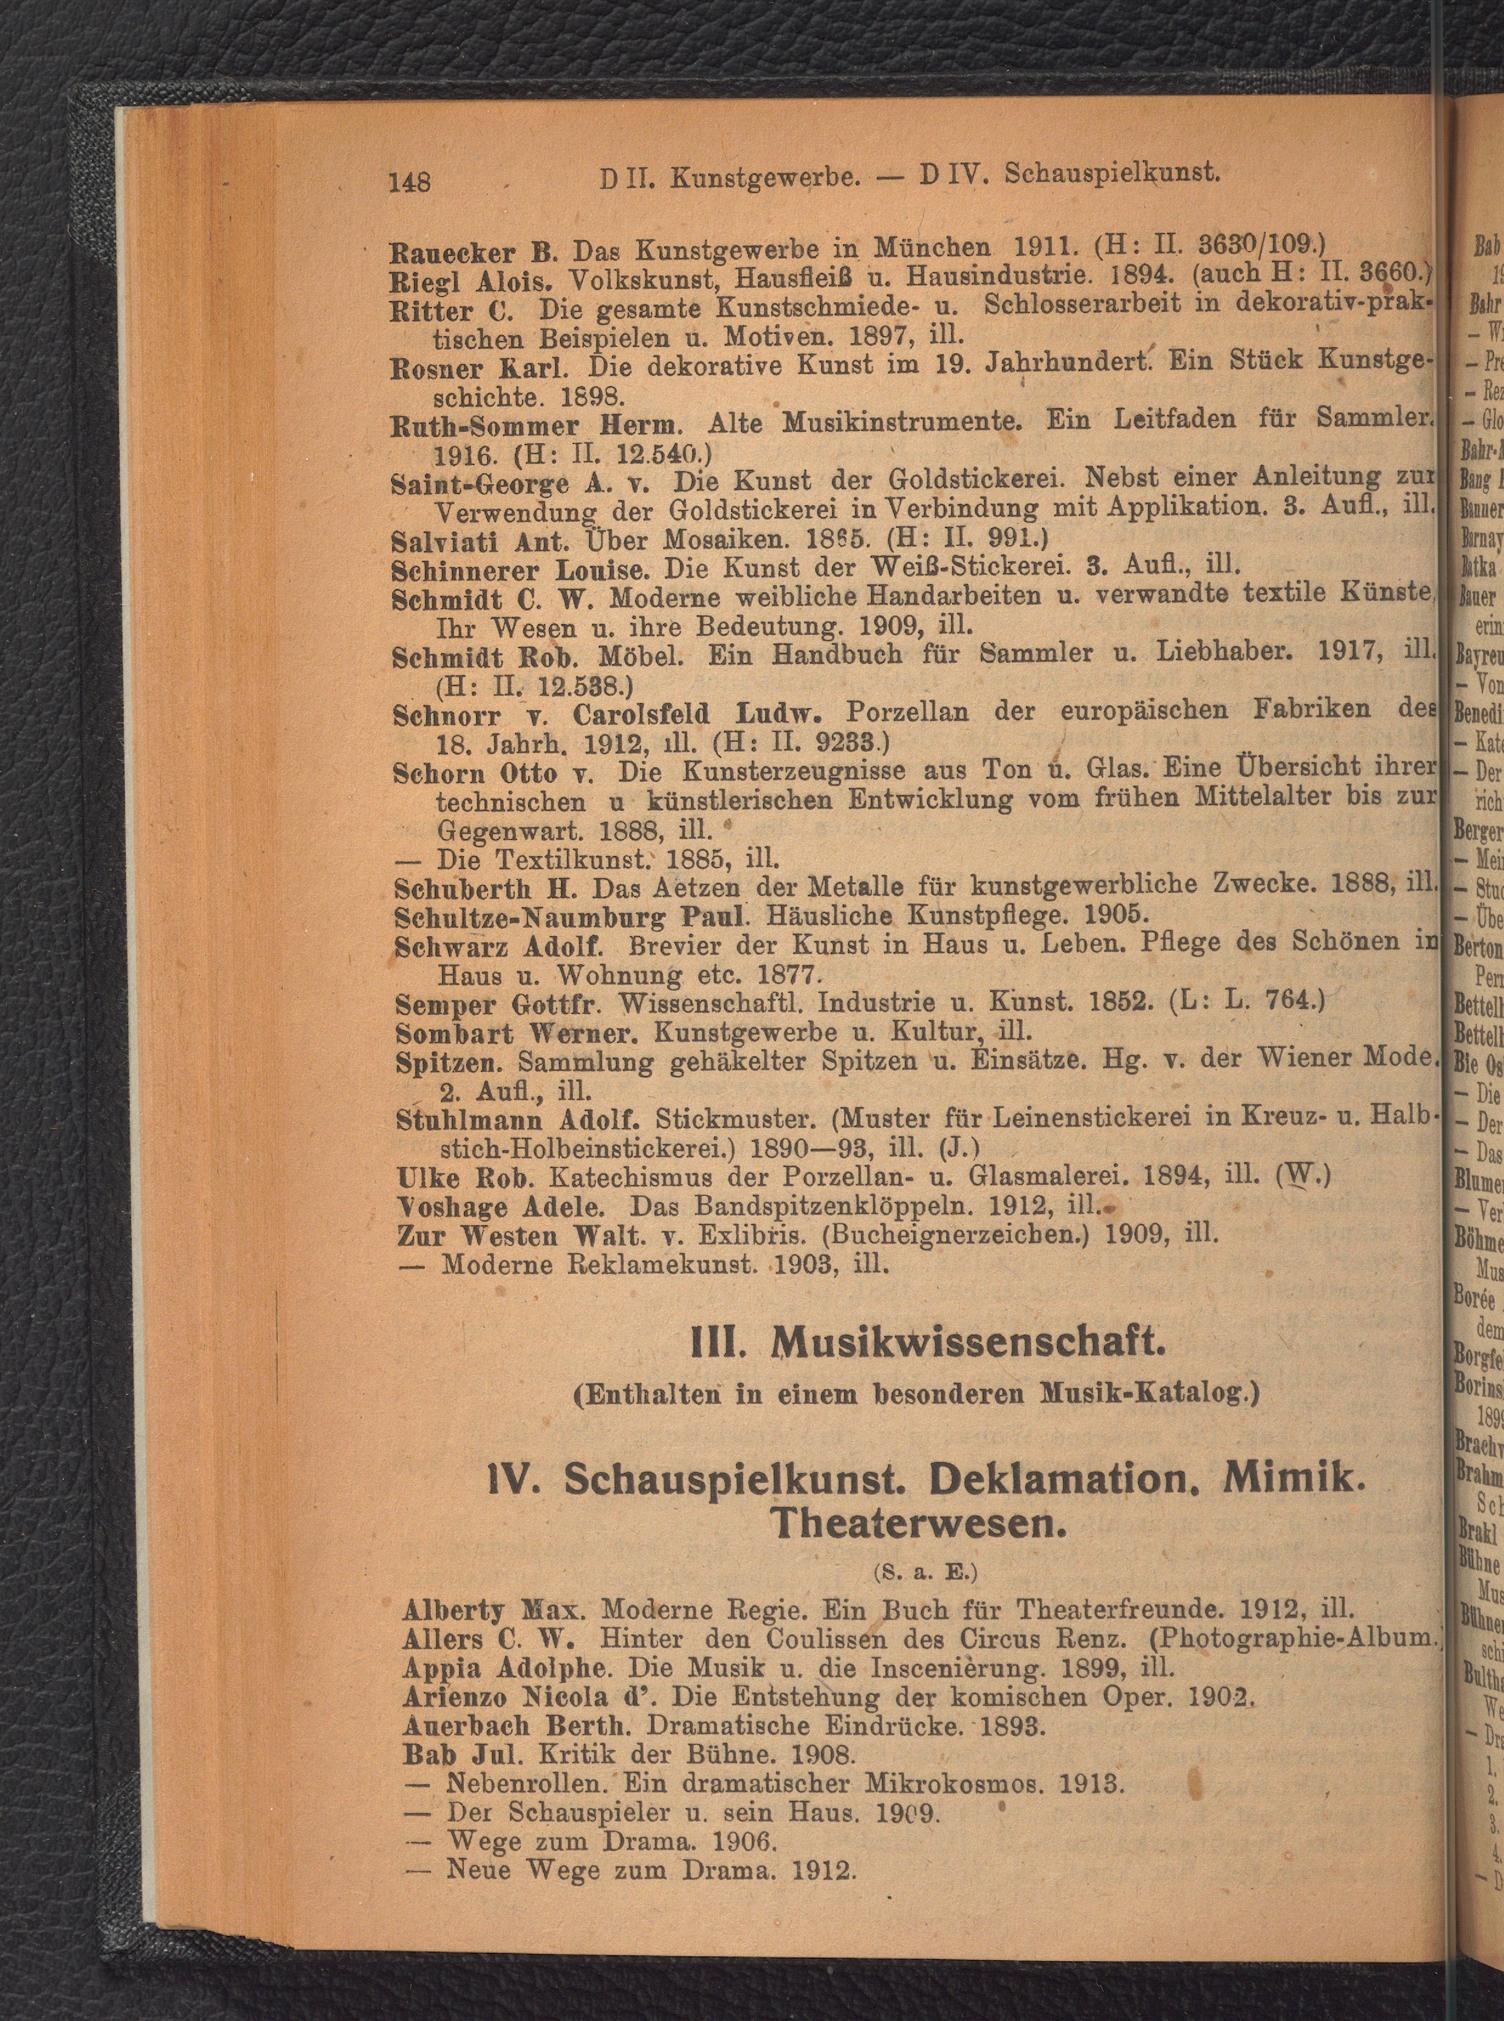 148 D II. Kunstgewerbe. — D IV. Schauspielkunst.
Rauecker B. Das Kunstgewerbe in München 1911. (H: II. 3630/109.)
Riegl Alois. Volkskunst, Hausfleiß u. Hausindustrie. 1894. (auch H: II. 3660.)
Ritter C. Die gesamte Kunstschmiede- u. Schlosserarbeit in dekorativ-prak-
tischen Beispielen u. Motiven. 1897, ill.
Rosner Karl. Die dekorative Kunst im 19. Jahrhundert. Ein Stück Kunstge-
schichte. 1898.
Ruth-Sommer Herm. Alte Musikinstrumente. Ein Leitfaden für Sammler.
1916. (H: II. 12.540.)
Saint-George A. v. Die Kunst der Goldstickerei. Nebst einer Anleitung zur
Verwendung der Goldstickerei in Verbindung mit Applikation. 3. Aufl., ill.
Salviati Ant. Über Mosaiken. 1865. (H: II. 991.)
Schinnerer Louise. Die Kunst der Weiß-Stickerei. 3. Aufl., ill.
Schmidt C. W. Moderne weibliche Handarbeiten u. verwandte textile Künste,
Ihr Wesen u. ihre Bedeutung. 1909, ill.
Schmidt Rob. Möbel. Ein Handbuch für Sammler u. Liebhaber. 1917, ill.
(H: II. 12.538.)
Schnorr v. Carolsfeld Ludw. Porzellan der europäischen Fabriken des
18. Jahrh. 1912, ill. (H: II. 9233.)
Schorn Otto v. Die Kunsterzeugnisse aus Ton u. Glas. Eine Übersicht ihrer
technischen u künstlerischen Entwicklung vom frühen Mittelalter bis zur
Gegenwart. 1888, ill.
— Die Textilkunst. 1885, ill.
Schuberth H. Das Aetzen der Metalle für kunstgewerbliche Zwecke. 1888, ill.
Schultze-Naumburg Paul. Häusliche Kunstpflege. 1905.
Schwarz Adolf. Brevier der Kunst in Haus u. Leben. Pflege des Schönen in
Haus u. Wohnung etc. 1877.
Semper Gottfr. Wissenschaftl. Industrie u. Kunst. 1852. (L: L. 764.)
Sombart Werner. Kunstgewerbe u. Kultur, ill.
Spitzen. Sammlung gehäkelter Spitzen u. Einsätze. Hg. v. der Wiener Mode.
2. Aufl., ill.
Stuhlmann Adolf. Stickmuster. (Muster für Leinenstickerei in Kreuz- u. Halb-
stich-Holbeinstickerei.) 1890—93, ill. (J.)
Ulke Rob. Katechismus der Porzellan- u. Glasmalerei. 1894, ill. (W.)
Voshage Adele. Das Bandspitzenklöppeln. 1912, ill.
Zur Westen Walt. v. Exlibris. (Bucheignerzeichen.) 1909, ill.
— Moderne Reklamekunst. 1903, ill.
III. Musikwissenschaft.
(Enthalten in einem besonderen Musik-Katalog.)
IV. Schauspielkunst. Deklamation. Mimik.
Theaterwesen.
(S. a. E.)
Alberty Max. Moderne Regie. Ein Buch für Theaterfreunde. 1912, ill.
Allers C. W. Hinter den Coulissen des Circus Renz. (Photographie-Album.)
Appia Adolphe. Die Musik u. die Inscenierung. 1899, ill.
Arienzo Nicola d'. Die Entstehung der komischen Oper. 1902.
Auerbach Berth. Dramatische Eindrücke. 1893.
Bab Jul. Kritik der Bühne. 1908.
— Nebenrollen. Ein dramatischer Mikrokosmos. 1913.
— Der Schauspieler u. sein Haus. 1909.
— Wege zum Drama. 1906.
— Neue Wege zum Drama. 1912.